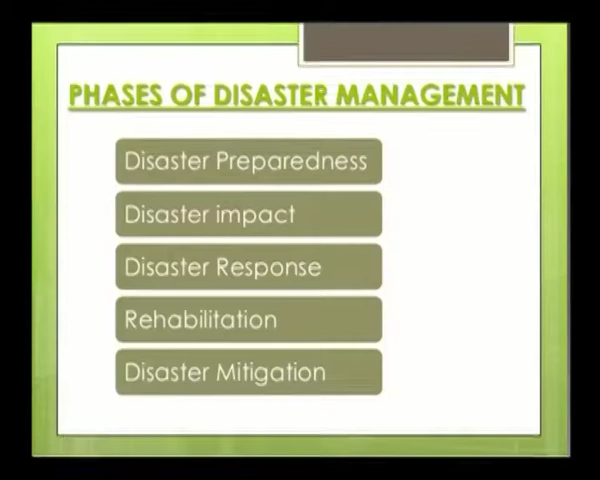 PHASES OF DISASTER MANAGEMENT
Disaster Preparedness
Disaster impact
Disaster Response
Rehabilitation
Disaster Mitigation